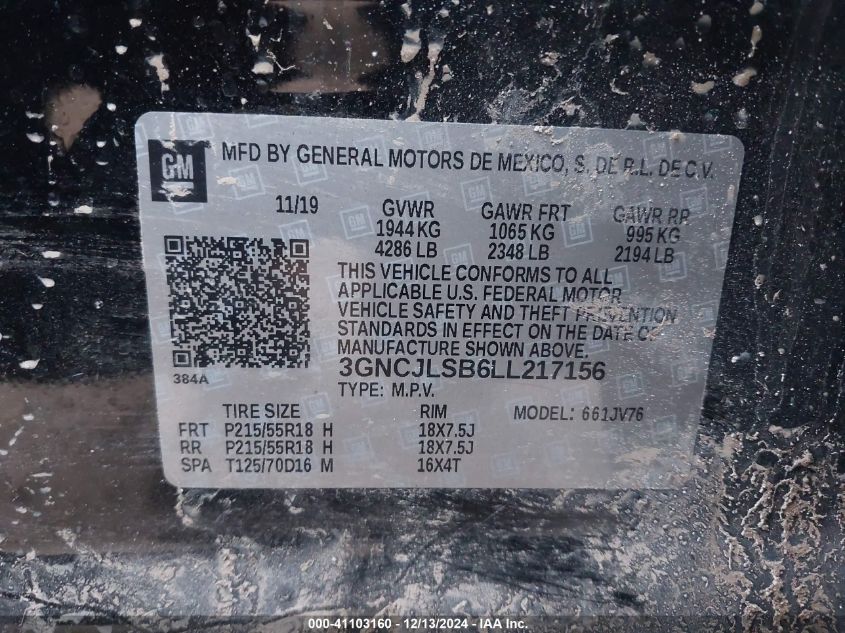 GM
MFD BY GENERAL MOTORS DE MEXICO, S. DE R.L. DE C.V.
11/19 GVWR GAWR FRT GAWR RR
1944 KG 1065 KG 995 KG
4286 LB 2348 LB 2194 LB
THIS VEHICLE CONFORMS TO ALL
APPLICABLE U.S. FEDERAL MOTOR
VEHICLE SAFETY AND THEFT PREVENTION
STANDARDS IN EFFECT ON THE DATE OF
MANUFACTURE SHOWN ABOVE.
384A 3GNCJLSB6LL217156
TYPE: M.P.V.
TIRE SIZE RIM MODEL: 661JV76
FRT P215/55R18 H 18X7.5J
RR P215/55R18 H 18X7.5J
SPA T125/70D16 M 16X4T
000-41103160 - 12/13/2024 - IAA Inc.